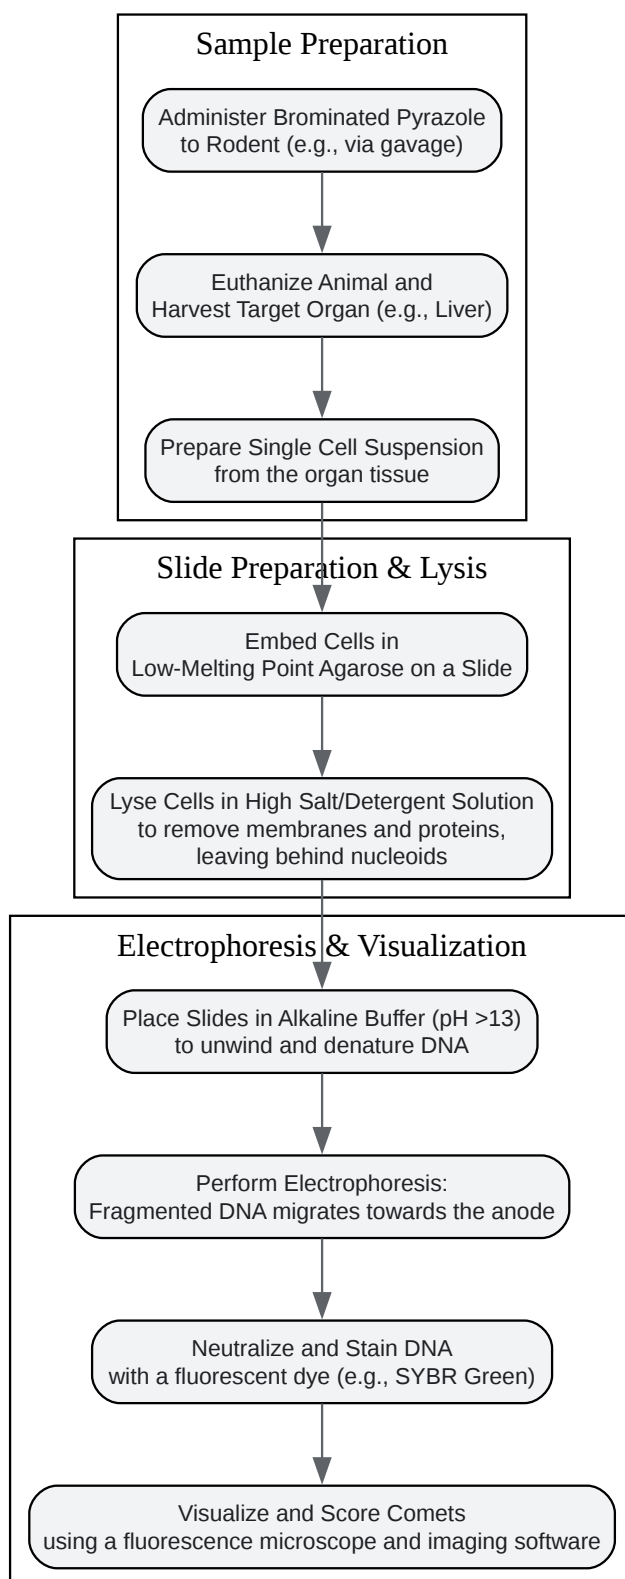 Sample Preparation
Administer Brominated Pyrazole
to Rodent (e.g., via gavage)
Euthanize Animal and
Harvest Target Organ (e.g., Liver)
Prepare Single Cell Suspension
from the organ tissue
Slide Preparation & Lysis
Embed Cells in
Low-Melting Point Agarose on a Slide
Lyse Cells in High Salt/Detergent Solution
to remove membranes and proteins,
leaving behind nucleoids
Electrophoresis & Visualization
Place Slides in Alkaline Buffer (pH >13)
to unwind and denature DNA
Perform Electrophoresis:
Fragmented DNA migrates towards the anode
Neutralize and Stain DNA
with a fluorescent dye (e.g., SYBR Green)
Visualize and Score Comets
using a fluorescence microscope and imaging software